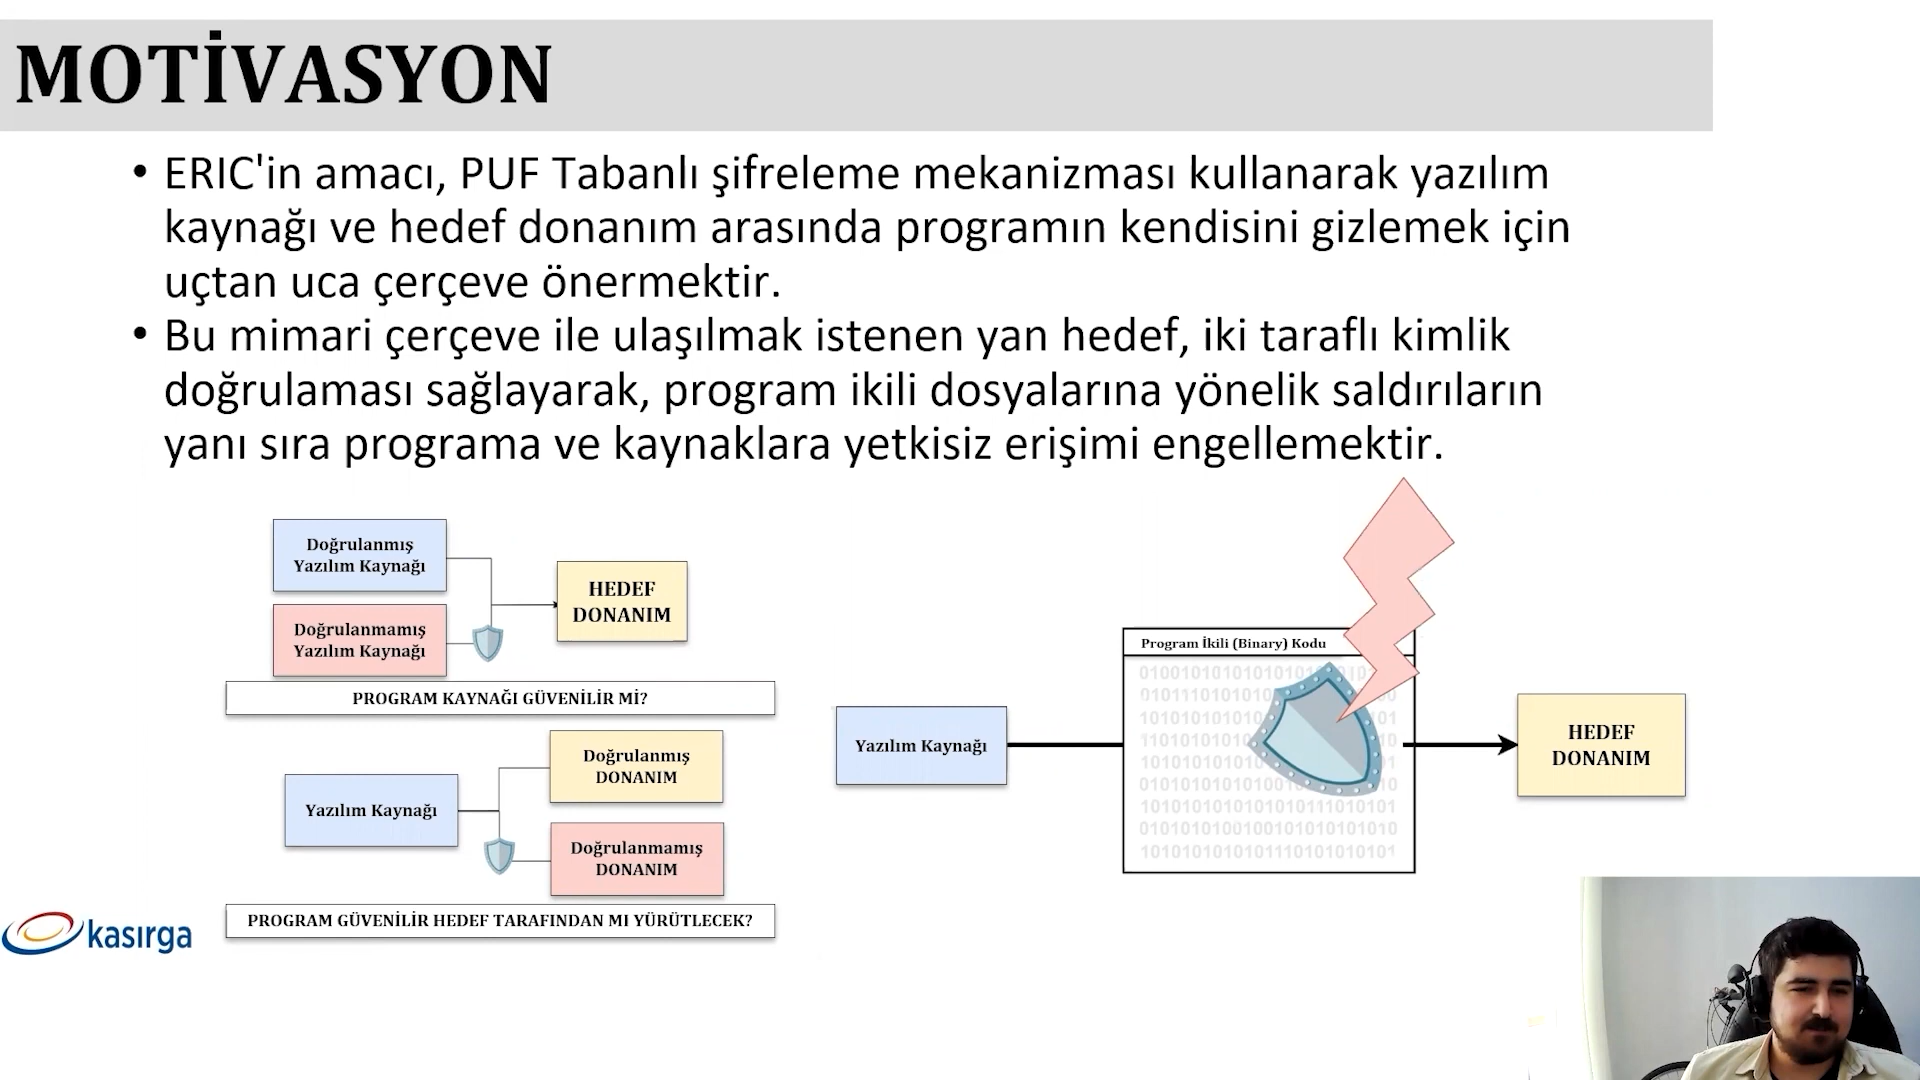 MOTİVASYON
• ERIC'in amacı, PUF Tabanlı şifreleme mekanizması kullanarak yazılım
kaynağı ve hedef donanım arasında programın kendisini gizlemek için
uçtan uca çerçeve önermektir.
• Bu mimari çerçeve ile ulaşılmak istenen yan hedef, iki taraflı kimlik
doğrulaması sağlayarak, program ikili dosyalarına yönelik saldırıların
yanı sıra programa ve kaynaklara yetkisiz erişimi engellemektir.
Doğrulanmış
Yazılım Kaynağı
Doğrulanmamış
Yazılım Kaynağı
HEDEF
DONANIM
PROGRAM KAYNAĞI GÜVENİLİR Mİ?
Yazılım Kaynağı
Doğrulanmış
DONANIM
Doğrulanmamış
DONANIM
PROGRAM GÜVENİLİR HEDEF TARAFINDAN MI YÜRÜTLECEK?
Yazılım Kaynağı
Program İkili (Binary) Kodu
HEDEF
DONANIM
kasırga